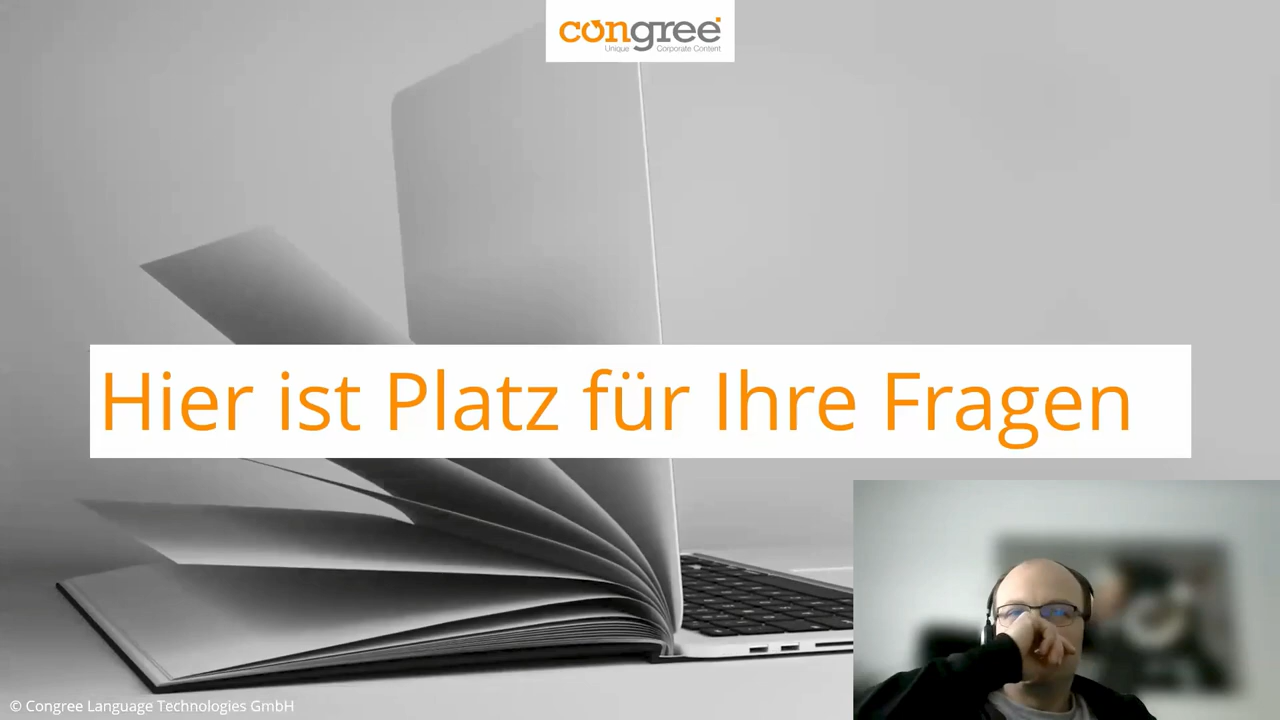 congree
Unique Corporate Content
Hier ist Platz für Ihre Fragen
© Congree Language Technologies GmbH